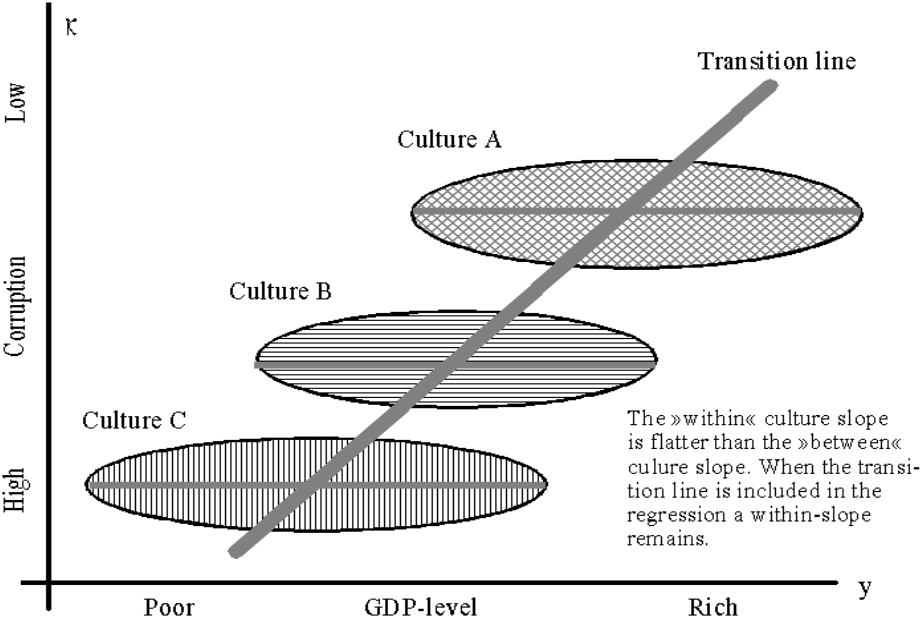 κ
Transition line
Low
Culture A
Corruption
Culture B
Culture C
The »within« culture slope
is flatter than the »between«
culure slope. When the transi-
tion line is included in the
regression a within-slope
remains.
High
y
Poor
GDP-level
Rich